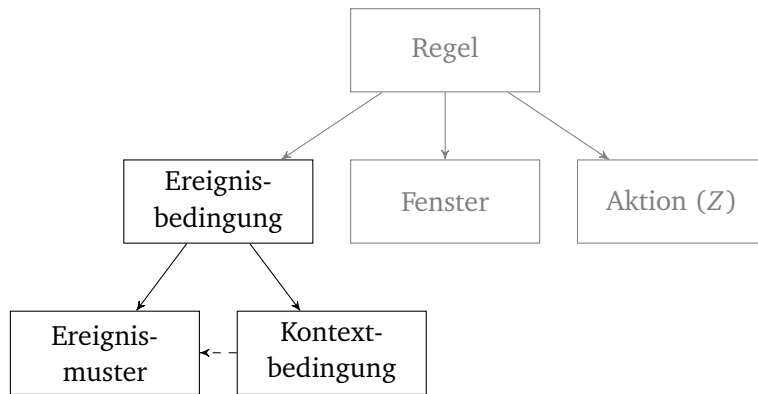 Regel
Ereignis-
bedingung
Fenster
Aktion (Z)
Ereignis-
muster
Kontext-
bedingung